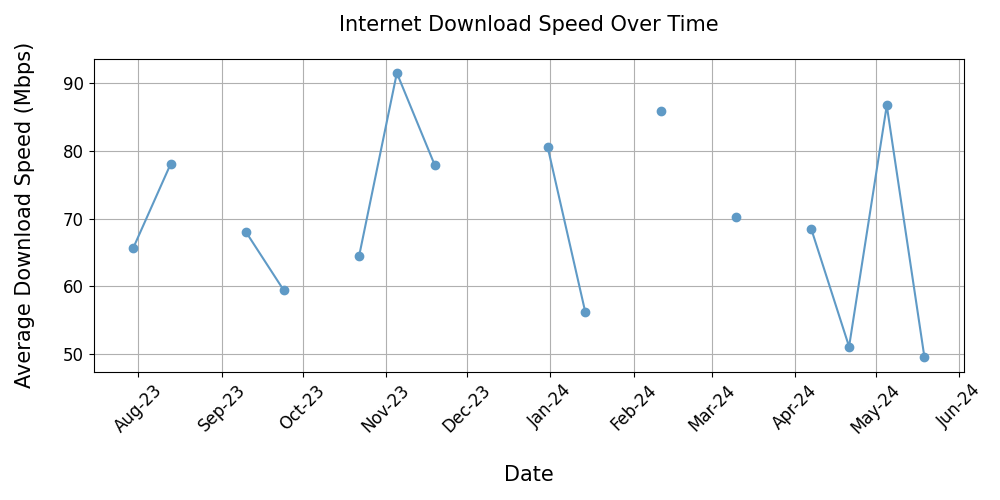 Internet Download Speed Over Time
Average Download Speed (Mbps)
90
80
70
60
50
Aug-23
Sep-23
Oct-23
Nov-23
Dec-23
Jan-24
Feb-24
Mar-24
Apr-24
May-24
Jun-24
Date